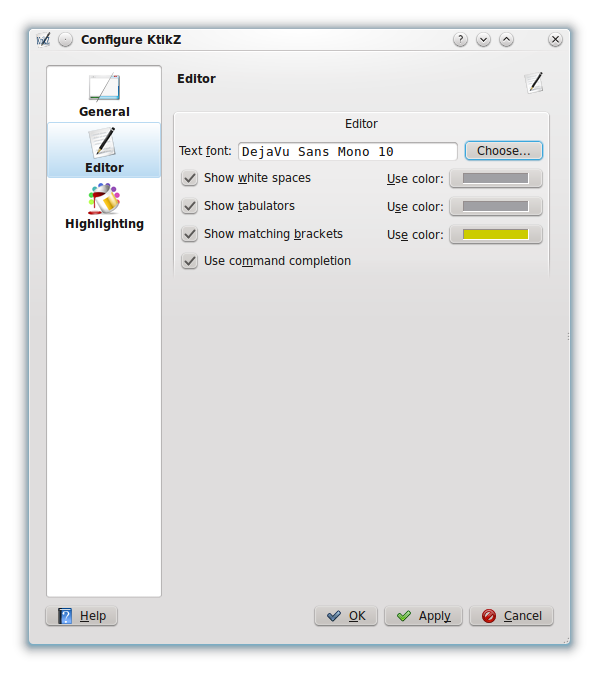 Configure KtikZ
General
Editor
Highlighting
Editor
Editor
Text font: DejaVu Sans Mono 10 Choose...
Show white spaces Use color:
Show tabulators Use color:
Show matching brackets Use color:
Use command completion
Help OK Apply Cancel